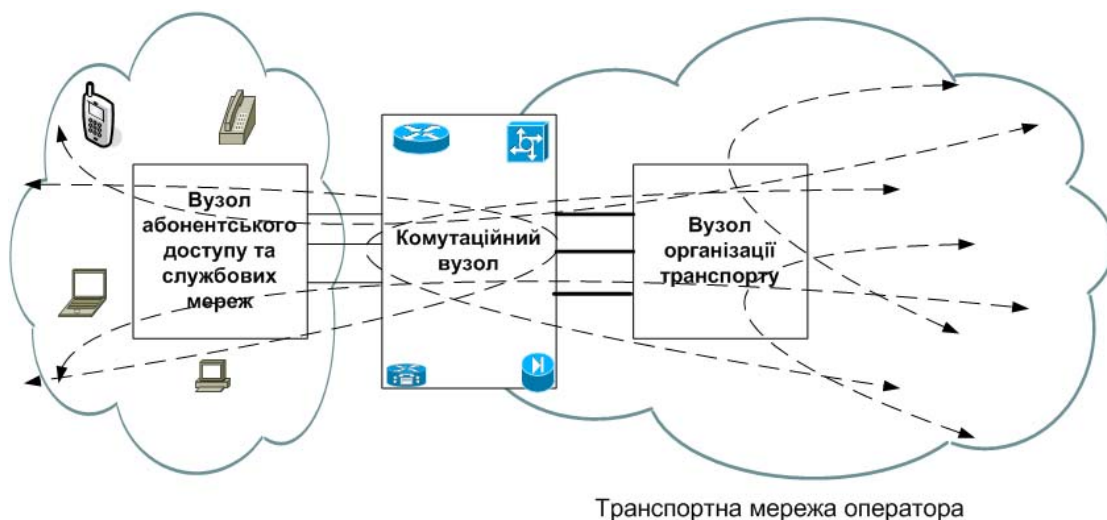 Вузол
абонентського
доступу та
службових
мереж
Комутаційний
вузол
Вузол
організації
транспорту
Транспортна мережа оператора